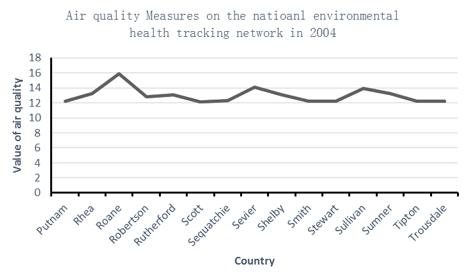 Air quality Measures on the natioanl environmental
health tracking network in 2004
Value of air quality
18
16
14
12
10
8
6
4
2
0
Putnam
Rhea
Roane
Robertson
Rutherford
Scott
Sequatchie
Sevier
Shelby
Smith
Stewart
Sullivan
Sumner
Tipton
Trousdale
Country